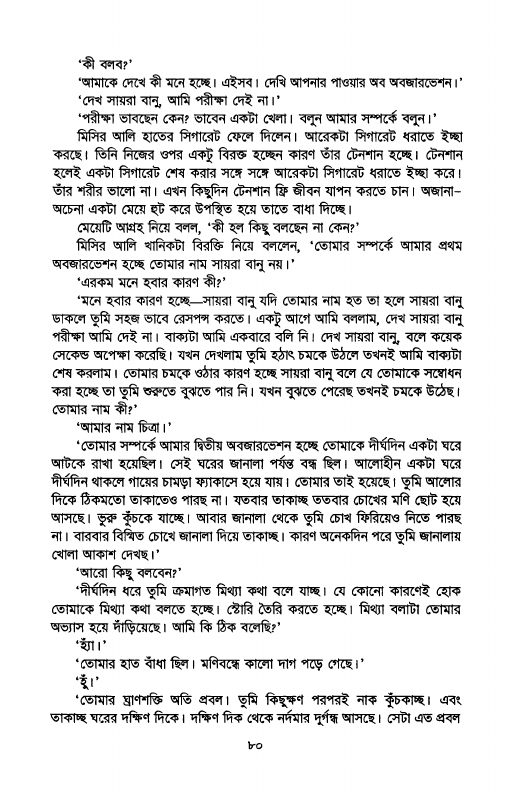 ‘কী বলব?’
‘আমাকে দেখে কী মনে হচ্ছে। এইসব। দেখি আপনার পাওয়ার অব অবজারভেশন।’
‘দেখ সায়রা বানু, আমি পরীক্ষা দেই না।’
‘পরীক্ষা ভাবছেন কেন? ভাবেন একটা খেলা। বলুন আমার সম্পর্কে বলুন।’
মিসির আলি হাতের সিগারেট ফেলে দিলেন। আরেকটা সিগারেট ধরাতে ইচ্ছা
করছে। তিনি নিজের ওপর একটু বিরক্ত হচ্ছেন কারণ তাঁর টেনশান হচ্ছে। টেনশান
হলেই একটা সিগারেট শেষ করার সঙ্গে সঙ্গে আরেকটা সিগারেট ধরাতে ইচ্ছা করে।
তাঁর শরীর ভালো না। এখন কিছুদিন টেনশান ফ্রি জীবন যাপন করতে চান। অজানা–
অচেনা একটা মেয়ে হুট করে উপস্থিত হয়ে তাতে বাধা দিচ্ছে।
মেয়েটি আগ্রহ নিয়ে বলল, ‘কী হল কিছু বলছেন না কেন?’
মিসির আলি খানিকটা বিরক্তি নিয়ে বললেন, ‘তোমার সম্পর্কে আমার প্রথম
অবজারভেশন হচ্ছে তোমার নাম সায়রা বানু নয়।’
‘এরকম মনে হবার কারণ কী?’
‘মনে হবার কারণ হচ্ছে—সায়রা বানু যদি তোমার নাম হত তা হলে সায়রা বানু
ডাকলে তুমি সহজ ভাবে রেসপন্স করতে। একটু আগে আমি বললাম, দেখ সায়রা বানু
পরীক্ষা আমি দেই না। বাক্যটা আমি একবারে বলি নি। দেখ সায়রা বানু, বলে কয়েক
সেকেন্ড অপেক্ষা করেছি। যখন দেখলাম তুমি হঠাৎ চমকে উঠলে তখনই আমি বাক্যটা
শেষ করলাম। তোমার চমকে ওঠার কারণ হচ্ছে সায়রা বানু বলে যে তোমাকে সম্বোধন
করা হচ্ছে তা তুমি শুরুতে বুঝতে পার নি। যখন বুঝতে পেরেছ তখনই চমকে উঠেছ।
তোমার নাম কী?’
‘আমার নাম চিত্রা।’
‘তোমার সম্পর্কে আমার দ্বিতীয় অবজারভেশন হচ্ছে তোমাকে দীর্ঘদিন একটা ঘরে
আটকে রাখা হয়েছিল। সেই ঘরের জানালা পর্যন্ত বন্ধ ছিল। আলোহীন একটা ঘরে
দীর্ঘদিন থাকলে গায়ের চামড়া ফ্যাকাসে হয়ে যায়। তোমার তাই হয়েছে। তুমি আলোর
দিকে ঠিকমতো তাকাতেও পারছ না। যতবার তাকাচ্ছ ততবার চোখের মণি ছোট হয়ে
আসছে। ভুরু কুঁচকে যাচ্ছে। আবার জানালা থেকে তুমি চোখ ফিরিয়েও নিতে পারছ
না। বারবার বিস্মিত চোখে জানালা দিয়ে তাকাচ্ছ। কারণ অনেকদিন পরে তুমি জানালায়
খোলা আকাশ দেখছ।’
‘আরো কিছু বলবেন?’
‘দীর্ঘদিন ধরে তুমি ক্রমাগত মিথ্যা কথা বলে যাচ্ছ। যে কোনো কারণেই হোক
তোমাকে মিথ্যা কথা বলতে হচ্ছে। স্টোরি তৈরি করতে হচ্ছে। মিথ্যা বলাটা তোমার
অভ্যাস হয়ে দাঁড়িয়েছে। আমি কি ঠিক বলেছি?’
‘হ্যাঁ।’
‘তোমার হাত বাঁধা ছিল। মণিবন্ধে কালো দাগ পড়ে গেছে।’
‘হুঁ।’
‘তোমার ঘ্রাণশক্তি অতি প্রবল। তুমি কিছুক্ষণ পরপরই নাক কুঁচকাচ্ছ। এবং
তাকাচ্ছ ঘরের দক্ষিণ দিকে। দক্ষিণ দিক থেকে নর্দমার দুর্গন্ধ আসছে। সেটা এত প্রবল
৮০